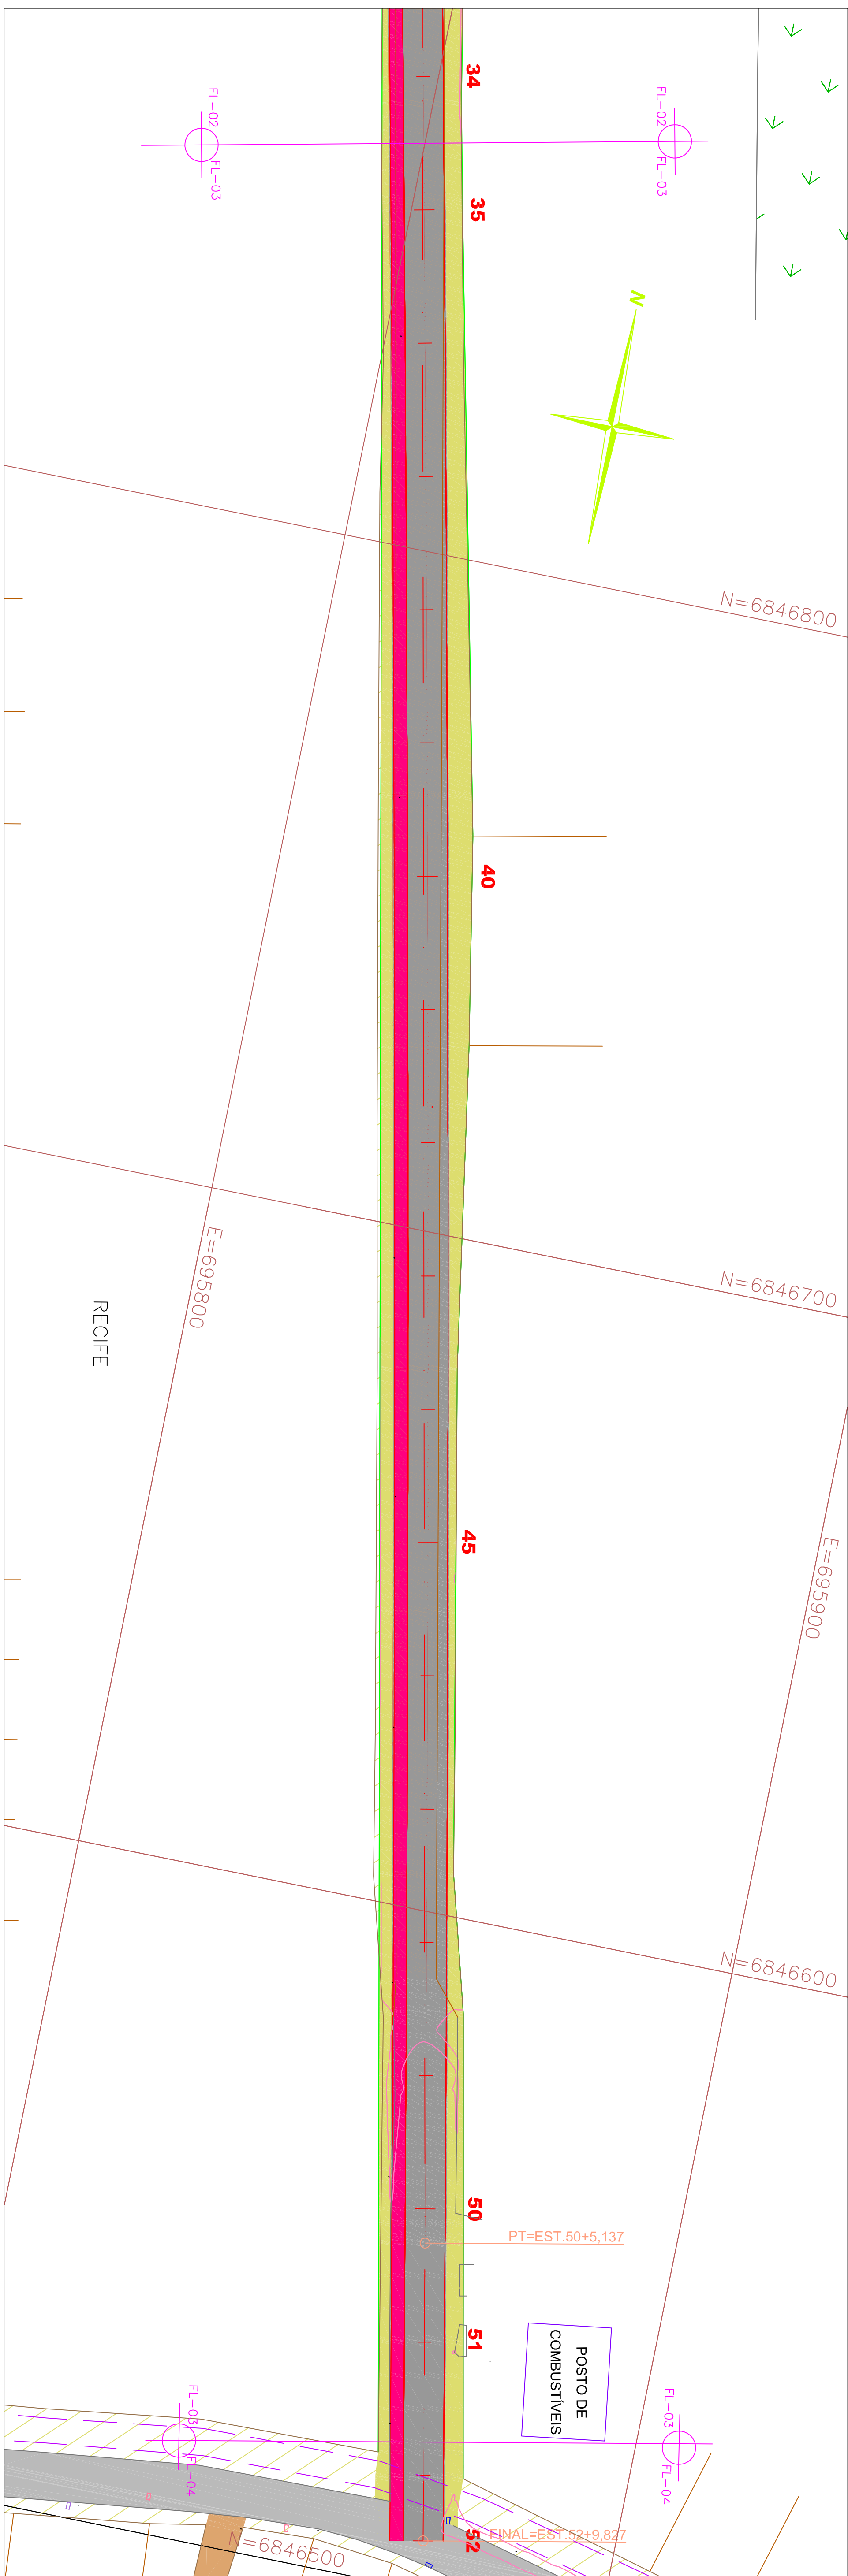 34
FL-02
FL-03
FL-02
FL-03
35
N
N=6846800
40
E=695800
N=6846700
RECIFE
45
E=695900
N=6846600
50
PT=EST.50+5,137
51
POSTO DE
COMBUSTÍVEIS
FL-03
FL-04
FL-03
FL-04
52
FINAL=EST.52+9,827
N=6846500